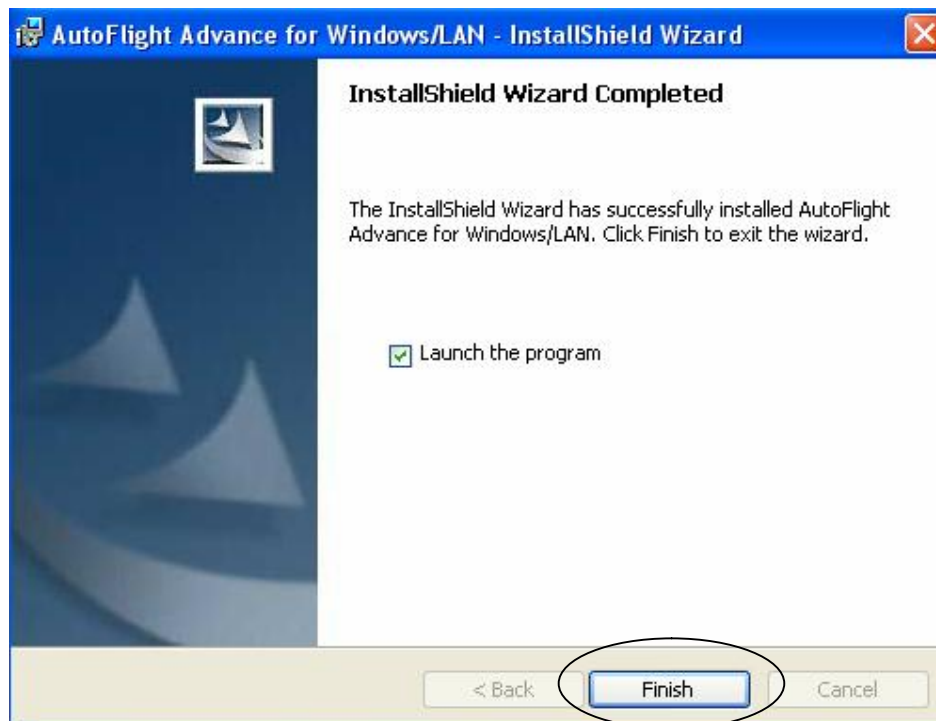 AutoFlight Advance for Windows/LAN - InstallShield Wizard
InstallShield Wizard Completed
The InstallShield Wizard has successfully installed AutoFlight
Advance for Windows/LAN. Click Finish to exit the wizard.
Launch the program
< Back Finish Cancel